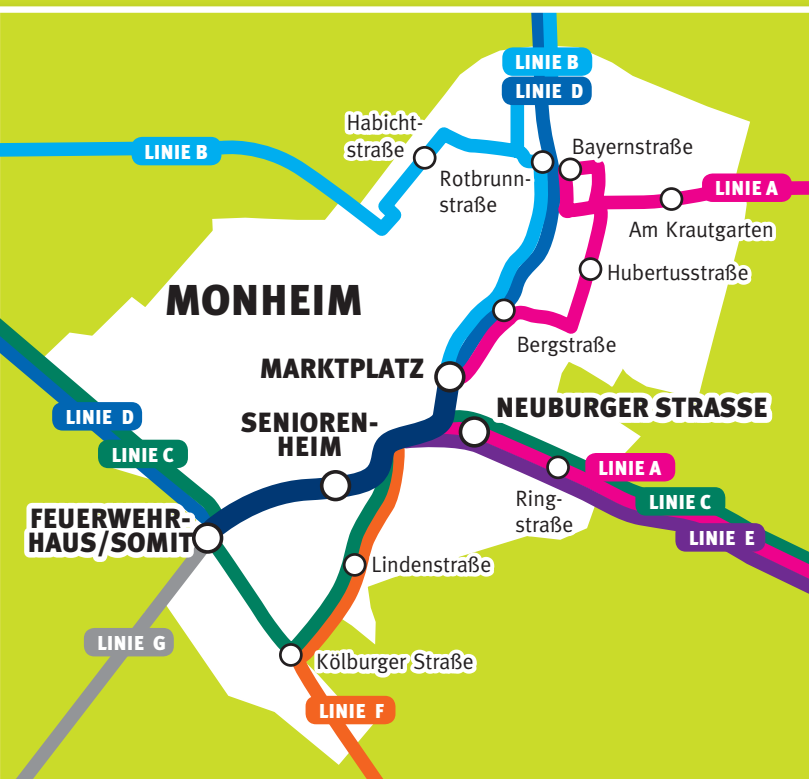 LINIE B
LINIE D
Habicht-
straße
LINIE B
Bayernstraße
Rotbrunn-
straße
LINIE A
Am Krautgarten
Hubertusstraße
MONHEIM
Bergstraße
MARKTPLATZ
NEUBURGER STRASSE
LINIE D
SENIOREN-
HEIM
LINIE C
LINIE A
Ring-
straße
LINIE C
LINIE E
FEUERWEHR-
HAUS/SOMIT
Lindenstraße
LINIE G
Kölburger Straße
LINIE F